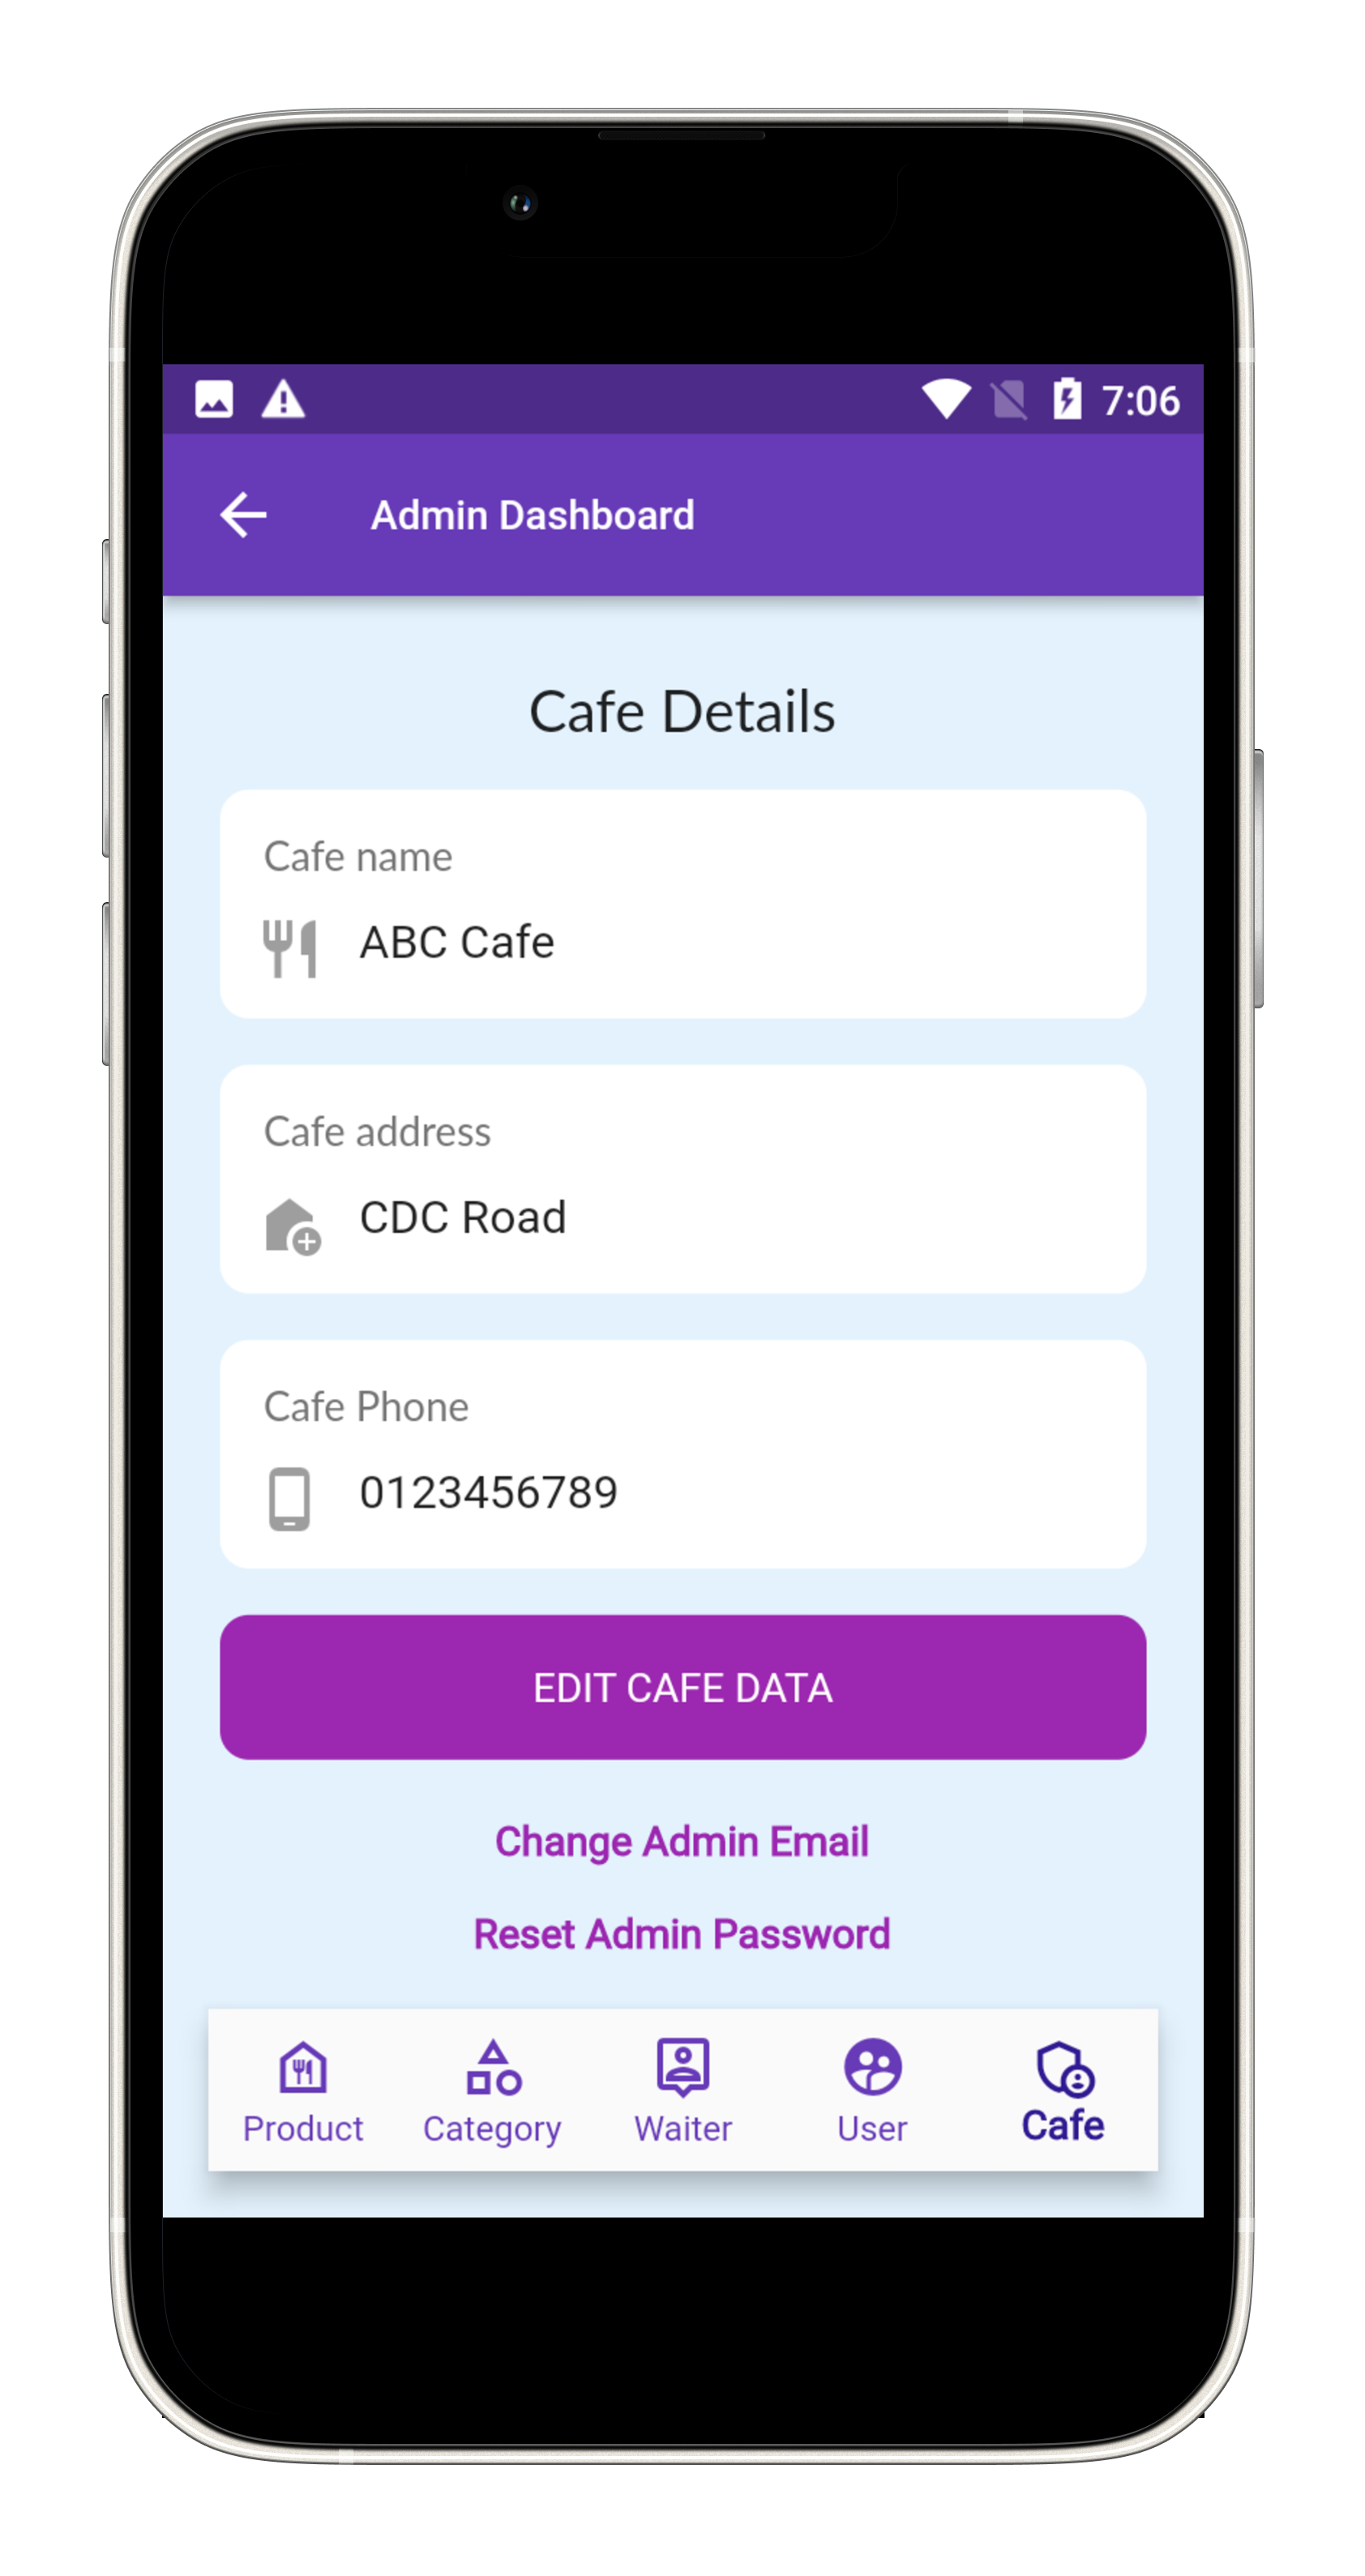 7:06
Admin Dashboard
Cafe Details
Cafe name
ABC Cafe
Cafe address
CDC Road
Cafe Phone
0123456789
EDIT CAFE DATA
Change Admin Email
Reset Admin Password
Product Category Waiter User Cafe